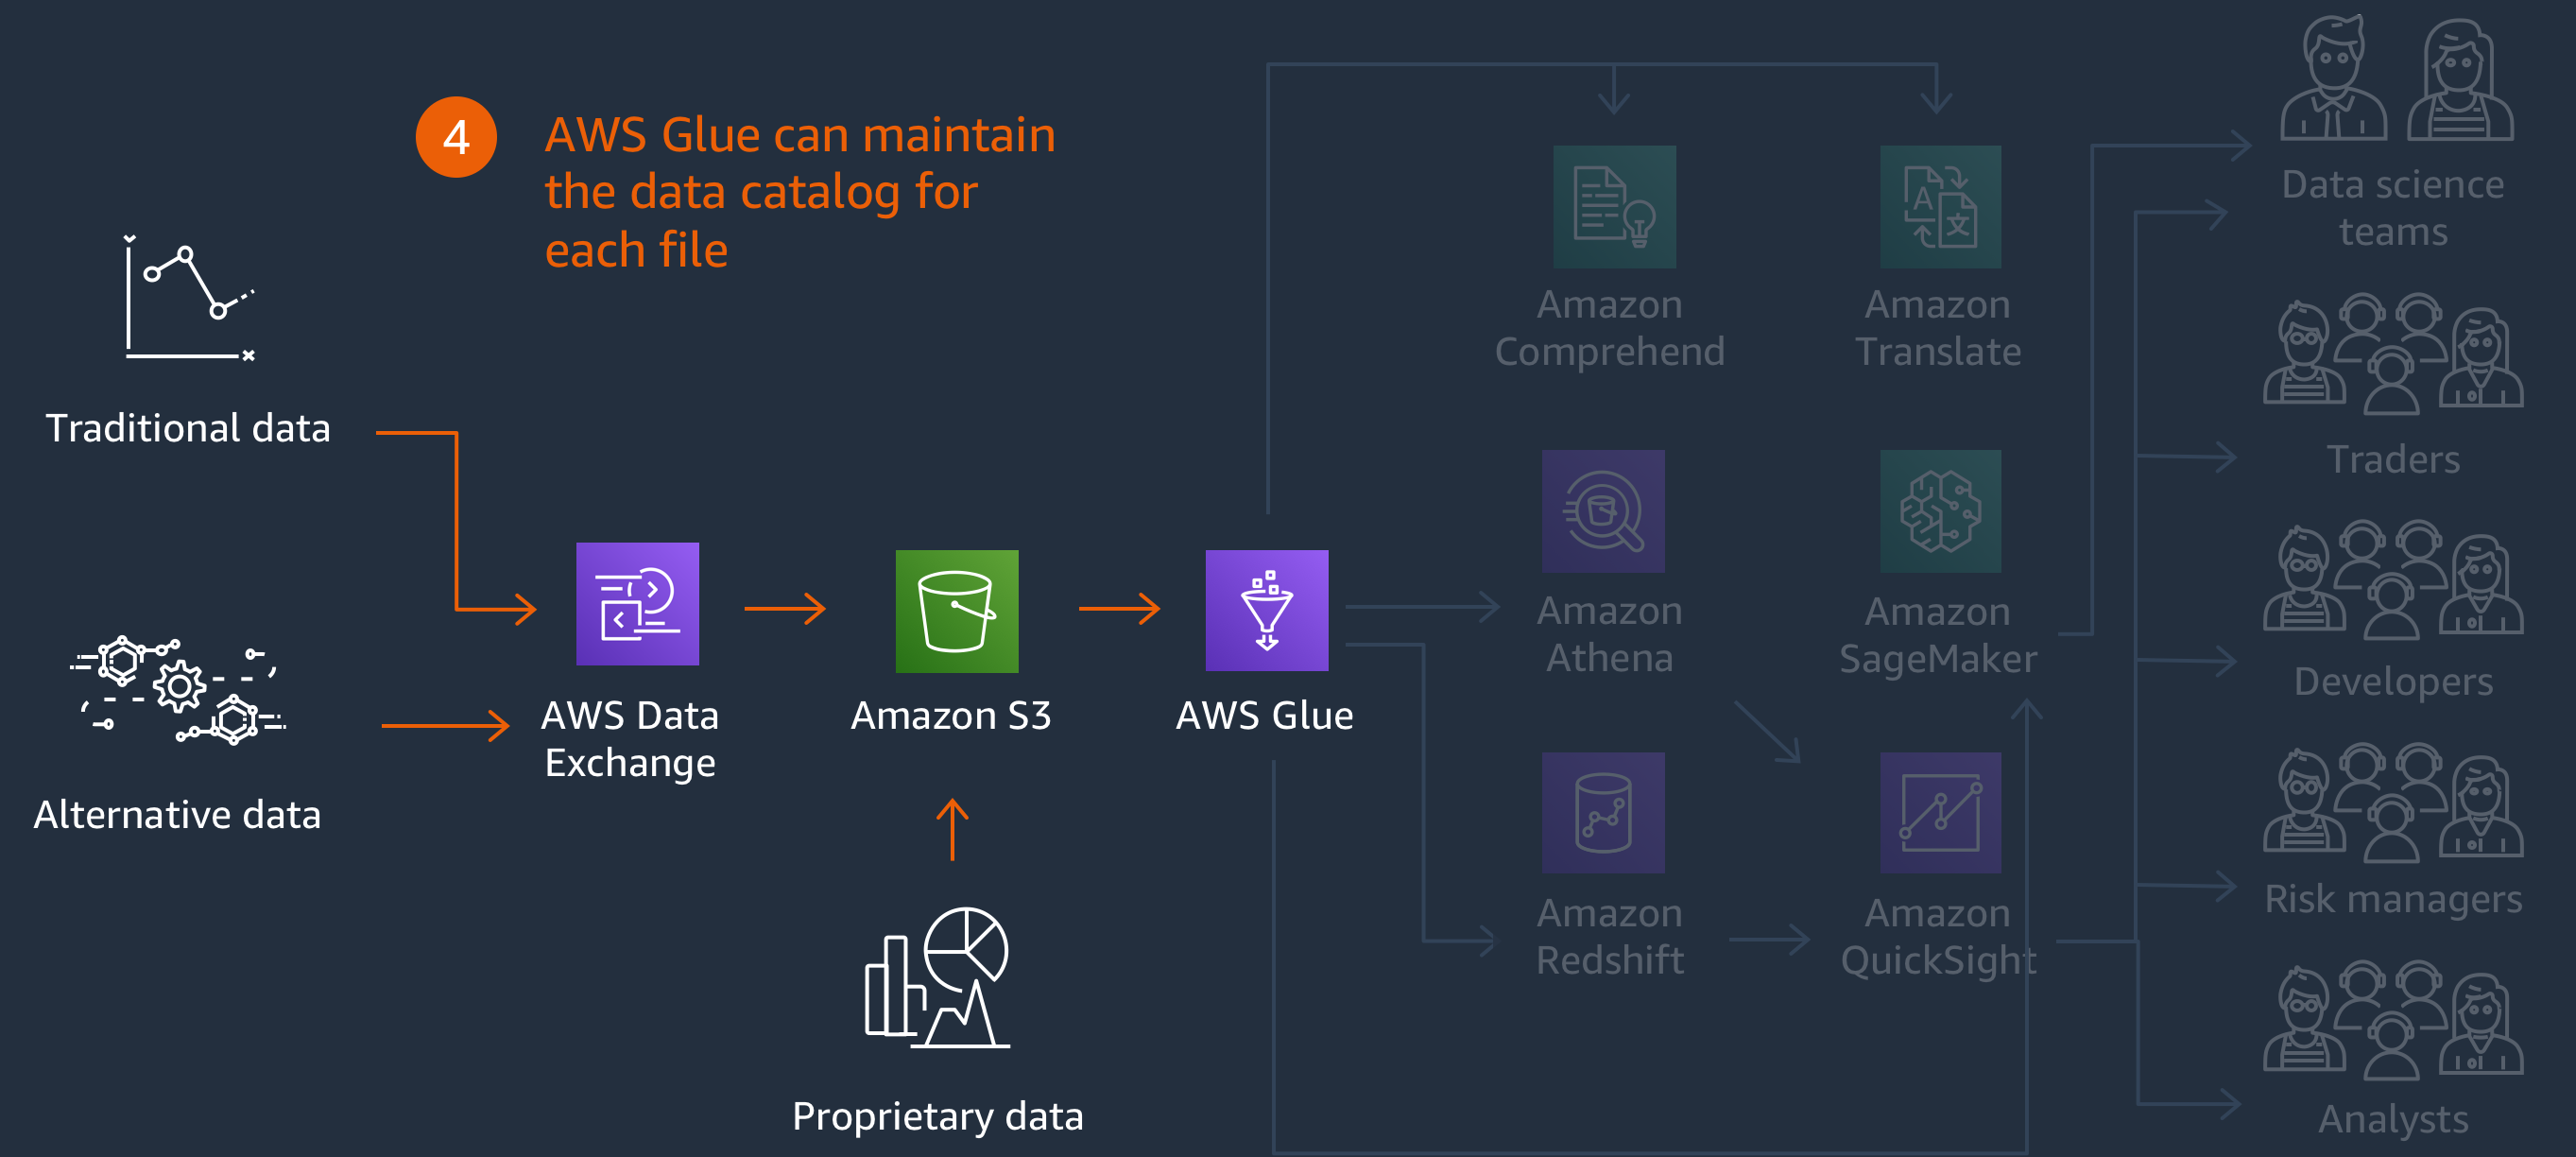 4
AWS Glue can maintain
the data catalog for
each file
Traditional data
Alternative data
AWS Data
Exchange
Amazon S3
Proprietary data
AWS Glue
Amazon
Comprehend
Amazon
Translate
A
文
Amazon
Athena
Amazon
SageMaker
Amazon
Redshift
Amazon
QuickSight
Data science
teams
Traders
Developers
Risk managers
Analysts